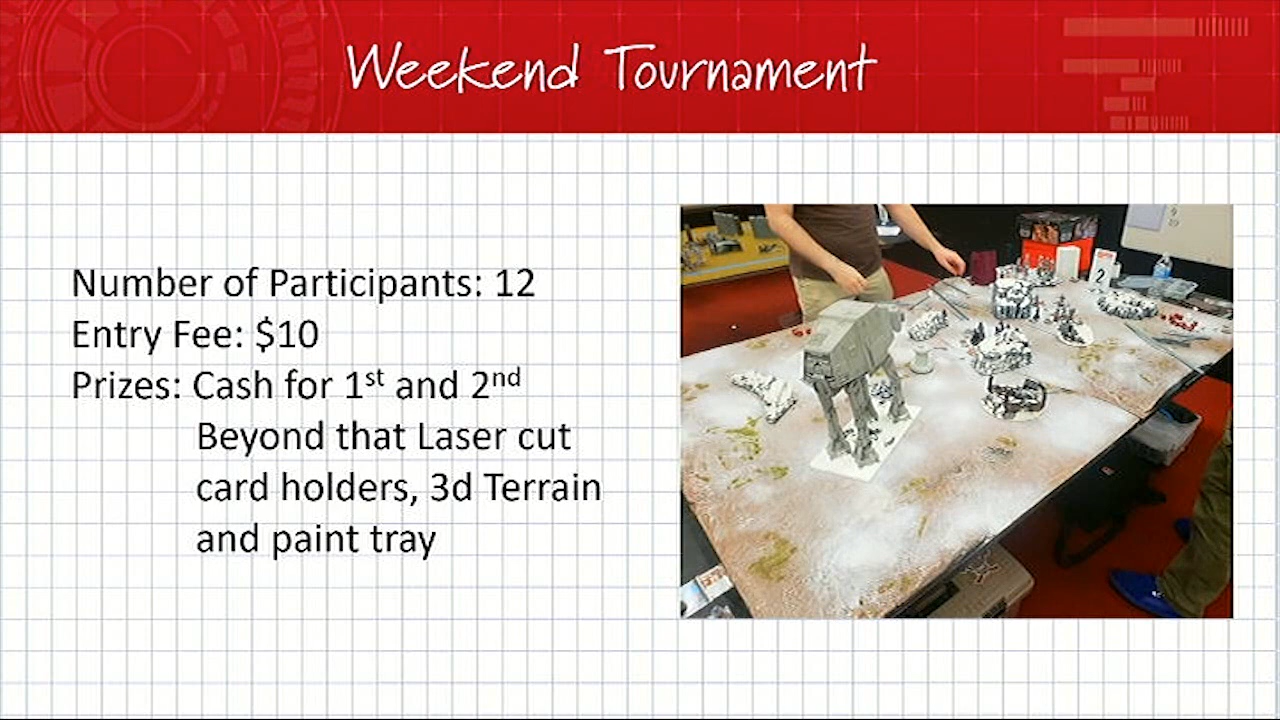 Weekend Tournament
Number of Participants: 12
Entry Fee: $10
Prizes: Cash for 1st and 2nd
Beyond that Laser cut
card holders, 3d Terrain
and paint tray
2